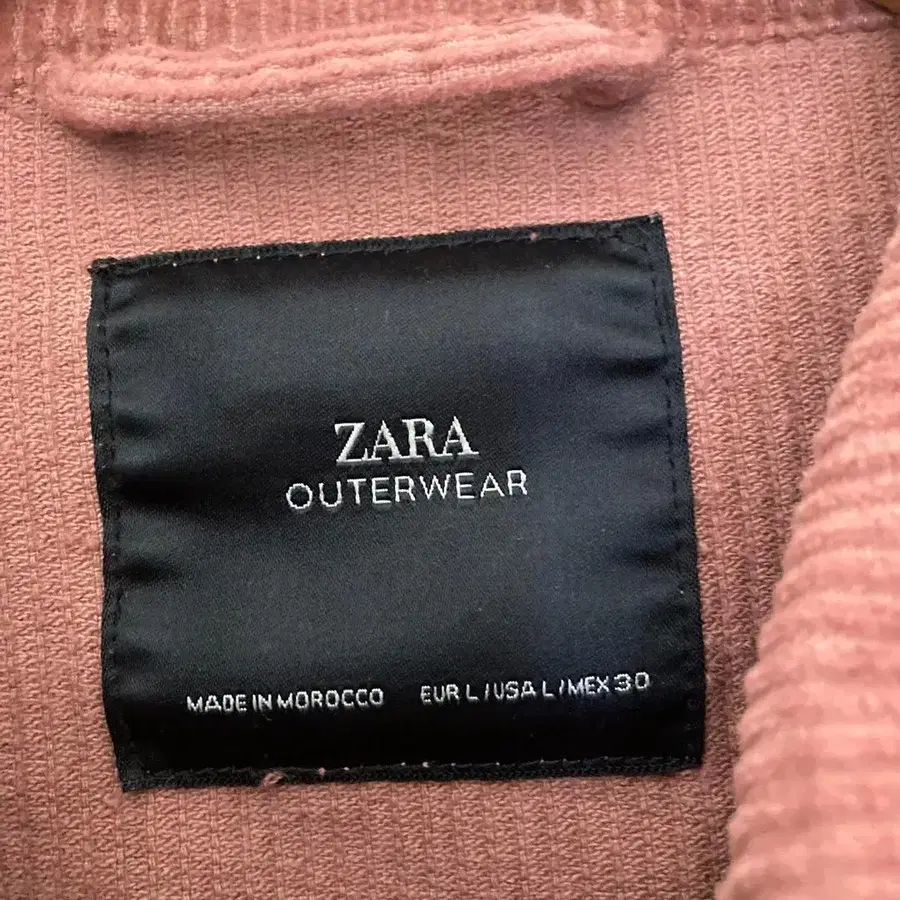 ZARA
OUTERWEAR
MADE IN MOROCCO EUR L/USA L/MEX 30